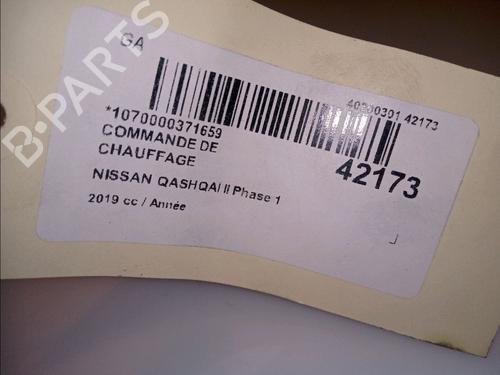 GA
40300301 42173
*1070000371659
COMMANDE DE
CHAUFFAGE
42173
NISSAN QASHQAI II Phase 1
2019 cc / Année
B-PARTS